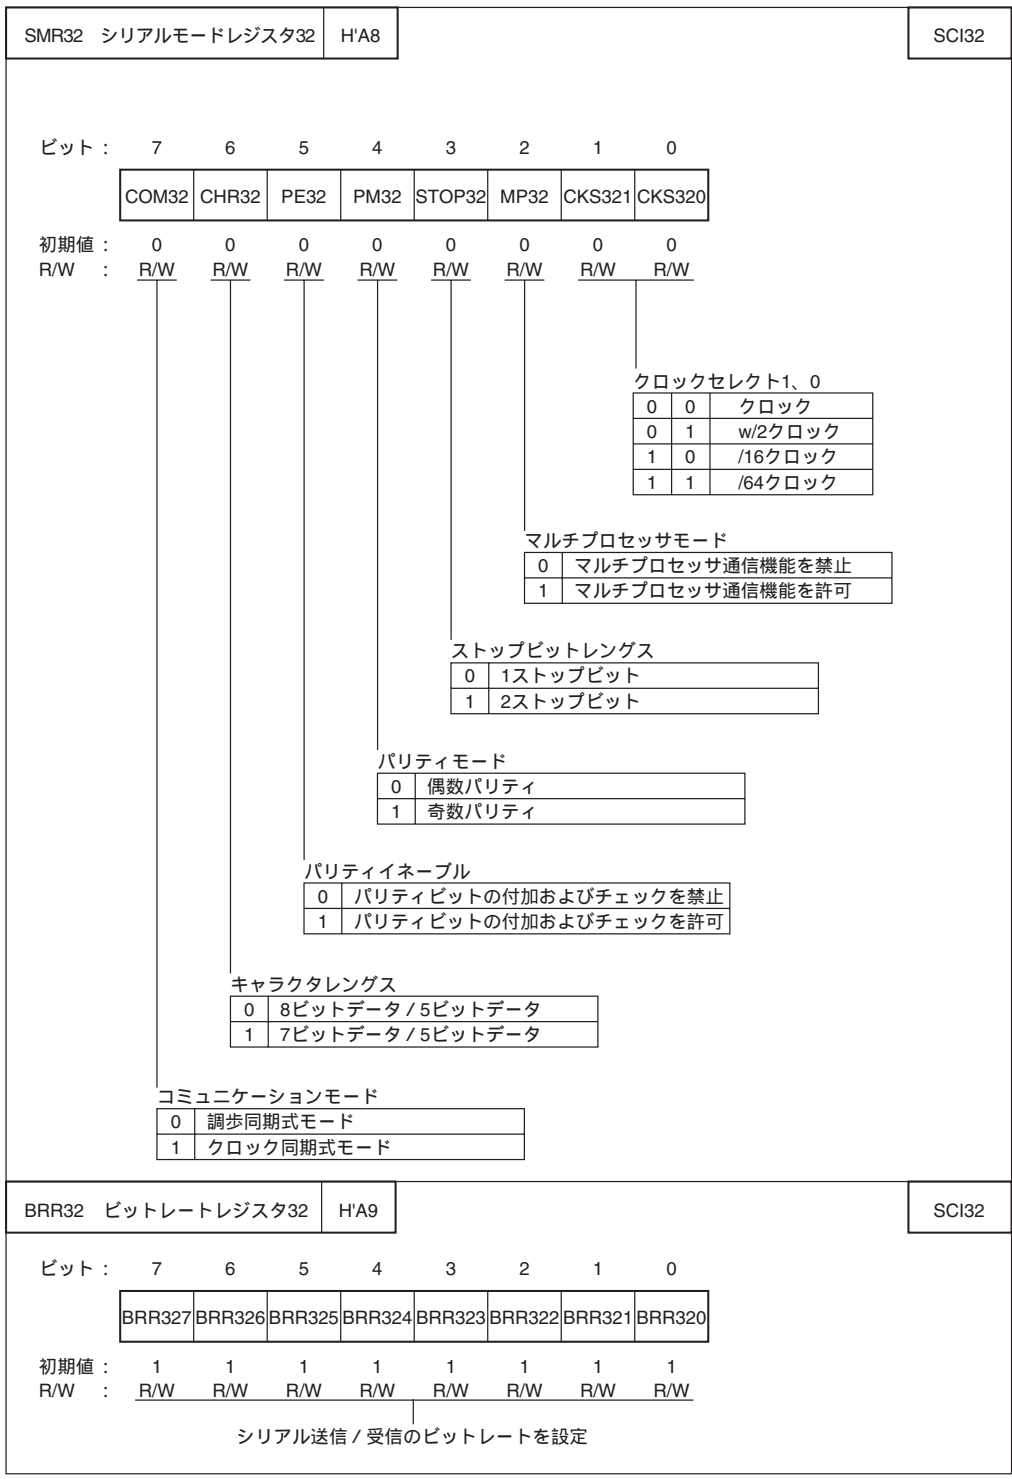 SMR32 シリアルモードレジスタ32 H'A8 SCI32
ビット : 7 6 5 4 3 2 1 0
COM32 CHR32 PE32 PM32 STOP32 MP32 CKS321 CKS320
初期値 : 0 0 0 0 0 0 0 0
R/W : R/W R/W R/W R/W R/W R/W R/W R/W
クロックセレクト1、0
0 0 クロック
0 1 w/2クロック
1 0 /16クロック
1 1 /64クロック
マルチプロセッサモード
0 マルチプロセッサ通信機能を禁止
1 マルチプロセッサ通信機能を許可
ストップビットレングス
0 1ストップビット
1 2ストップビット
パリティモード
0 偶数パリティ
1 奇数パリティ
パリティイネーブル
0 パリティビットの付加およびチェックを禁止
1 パリティビットの付加およびチェックを許可
キャラクタレングス
0 8ビットデータ / 5ビットデータ
1 7ビットデータ / 5ビットデータ
コミュニケーションモード
0 調歩同期式モード
1 クロック同期式モード
BRR32 ビットレートレジスタ32 H'A9 SCI32
ビット : 7 6 5 4 3 2 1 0
BRR327 BRR326 BRR325 BRR324 BRR323 BRR322 BRR321 BRR320
初期値 : 1 1 1 1 1 1 1 1
R/W : R/W R/W R/W R/W R/W R/W R/W R/W
シリアル送信 / 受信のビットレートを設定